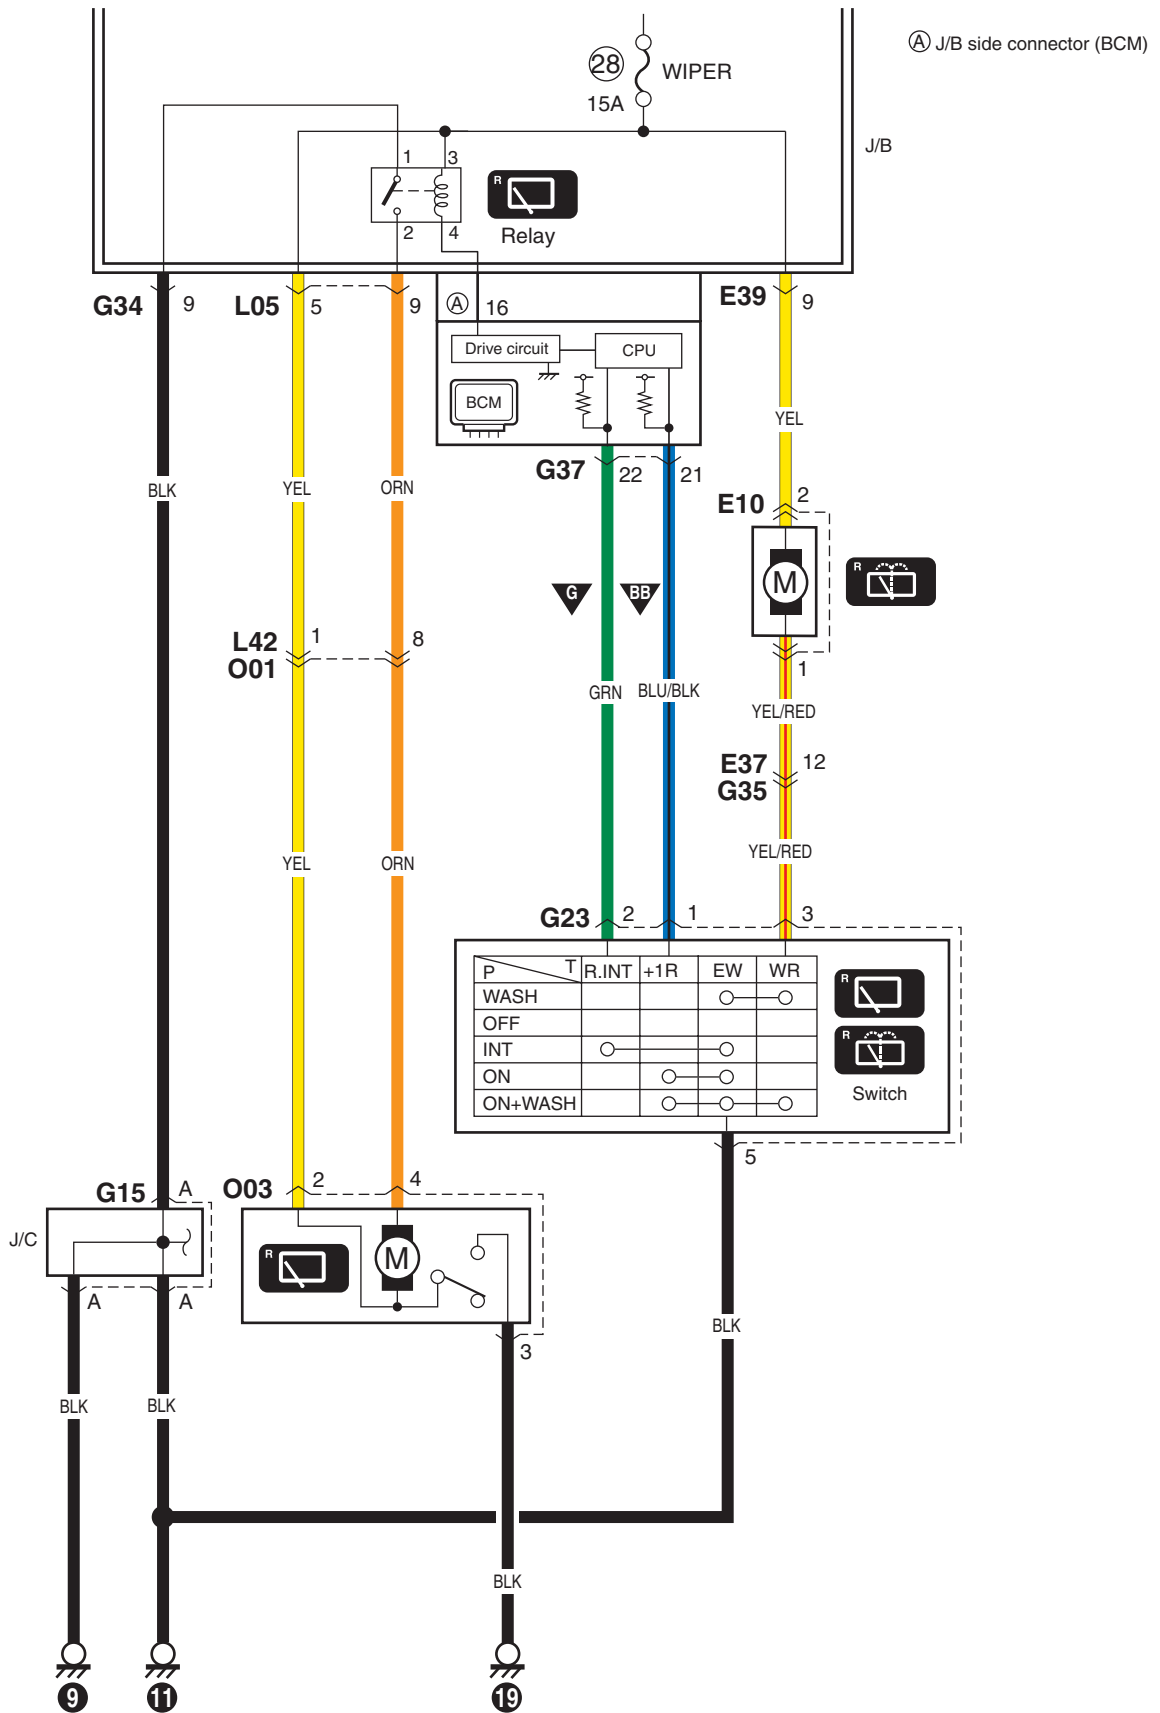 Ⓐ J/B side connector (BCM)
28
WIPER
15A
J/B
1
3
R
2
4
Relay
G34
9
L05
5
9
A
16
E39
9
Drive circuit
CPU
BCM
YEL
G37
22
21
BLK
YEL
ORN
E10
2
M
R
G
BB
L42
1
8
O01
1
GRN
BLU/BLK
YEL/RED
E37
12
G35
YEL
ORN
YEL/RED
G23
2
1
3
P
T
R.INT
+1R
EW
WR
R
WASH
OFF
R
INT
ON
Switch
ON+WASH
5
G15
A
O03
2
4
J/C
R
M
A
A
BLK
3
BLK
BLK
BLK
9
11
19